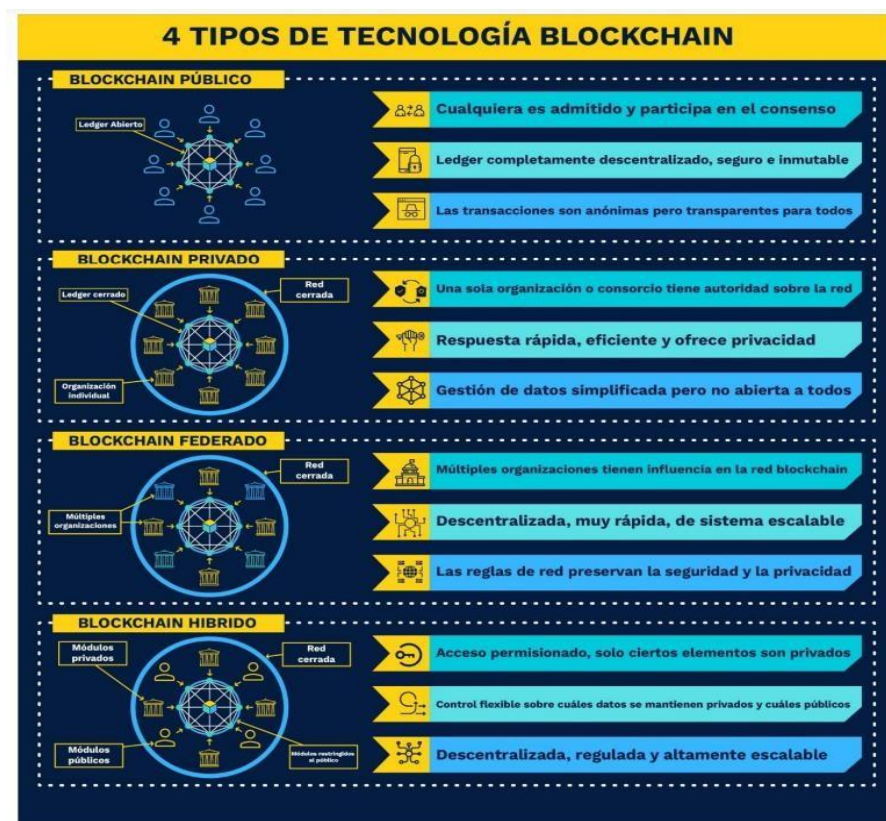 4 TIPOS DE TECNOLOGÍA BLOCKCHAIN
BLOCKCHAIN PÚBLICO
Ledger Abierto
Cualquiera es admitido y participa en el consenso
Ledger completamente descentralizado, seguro e inmutable
Las transacciones son anónimas pero transparentes para todos
BLOCKCHAIN PRIVADO
Ledger cerrado
Red
cerrada
Organización
individual
Una sola organización o consorcio tiene autoridad sobre la red
Respuesta rápida, eficiente y ofrece privacidad
Gestión de datos simplificada pero no abierta a todos
BLOCKCHAIN FEDERADO
Red
cerrada
Múltiples
organizaciones
Múltiples organizaciones tienen influencia en la red blockchain
Descentralizada, muy rápida, de sistema escalable
Las reglas de red preservan la seguridad y la privacidad
BLOCKCHAIN HIBRIDO
Módulos
privados
Red
cerrada
Módulos
públicos
Módulos restringidos
al público
Acceso permisionado, solo ciertos elementos son privados
Control flexible sobre cuáles datos se mantienen privados y cuáles públicos
Descentralizada, regulada y altamente escalable